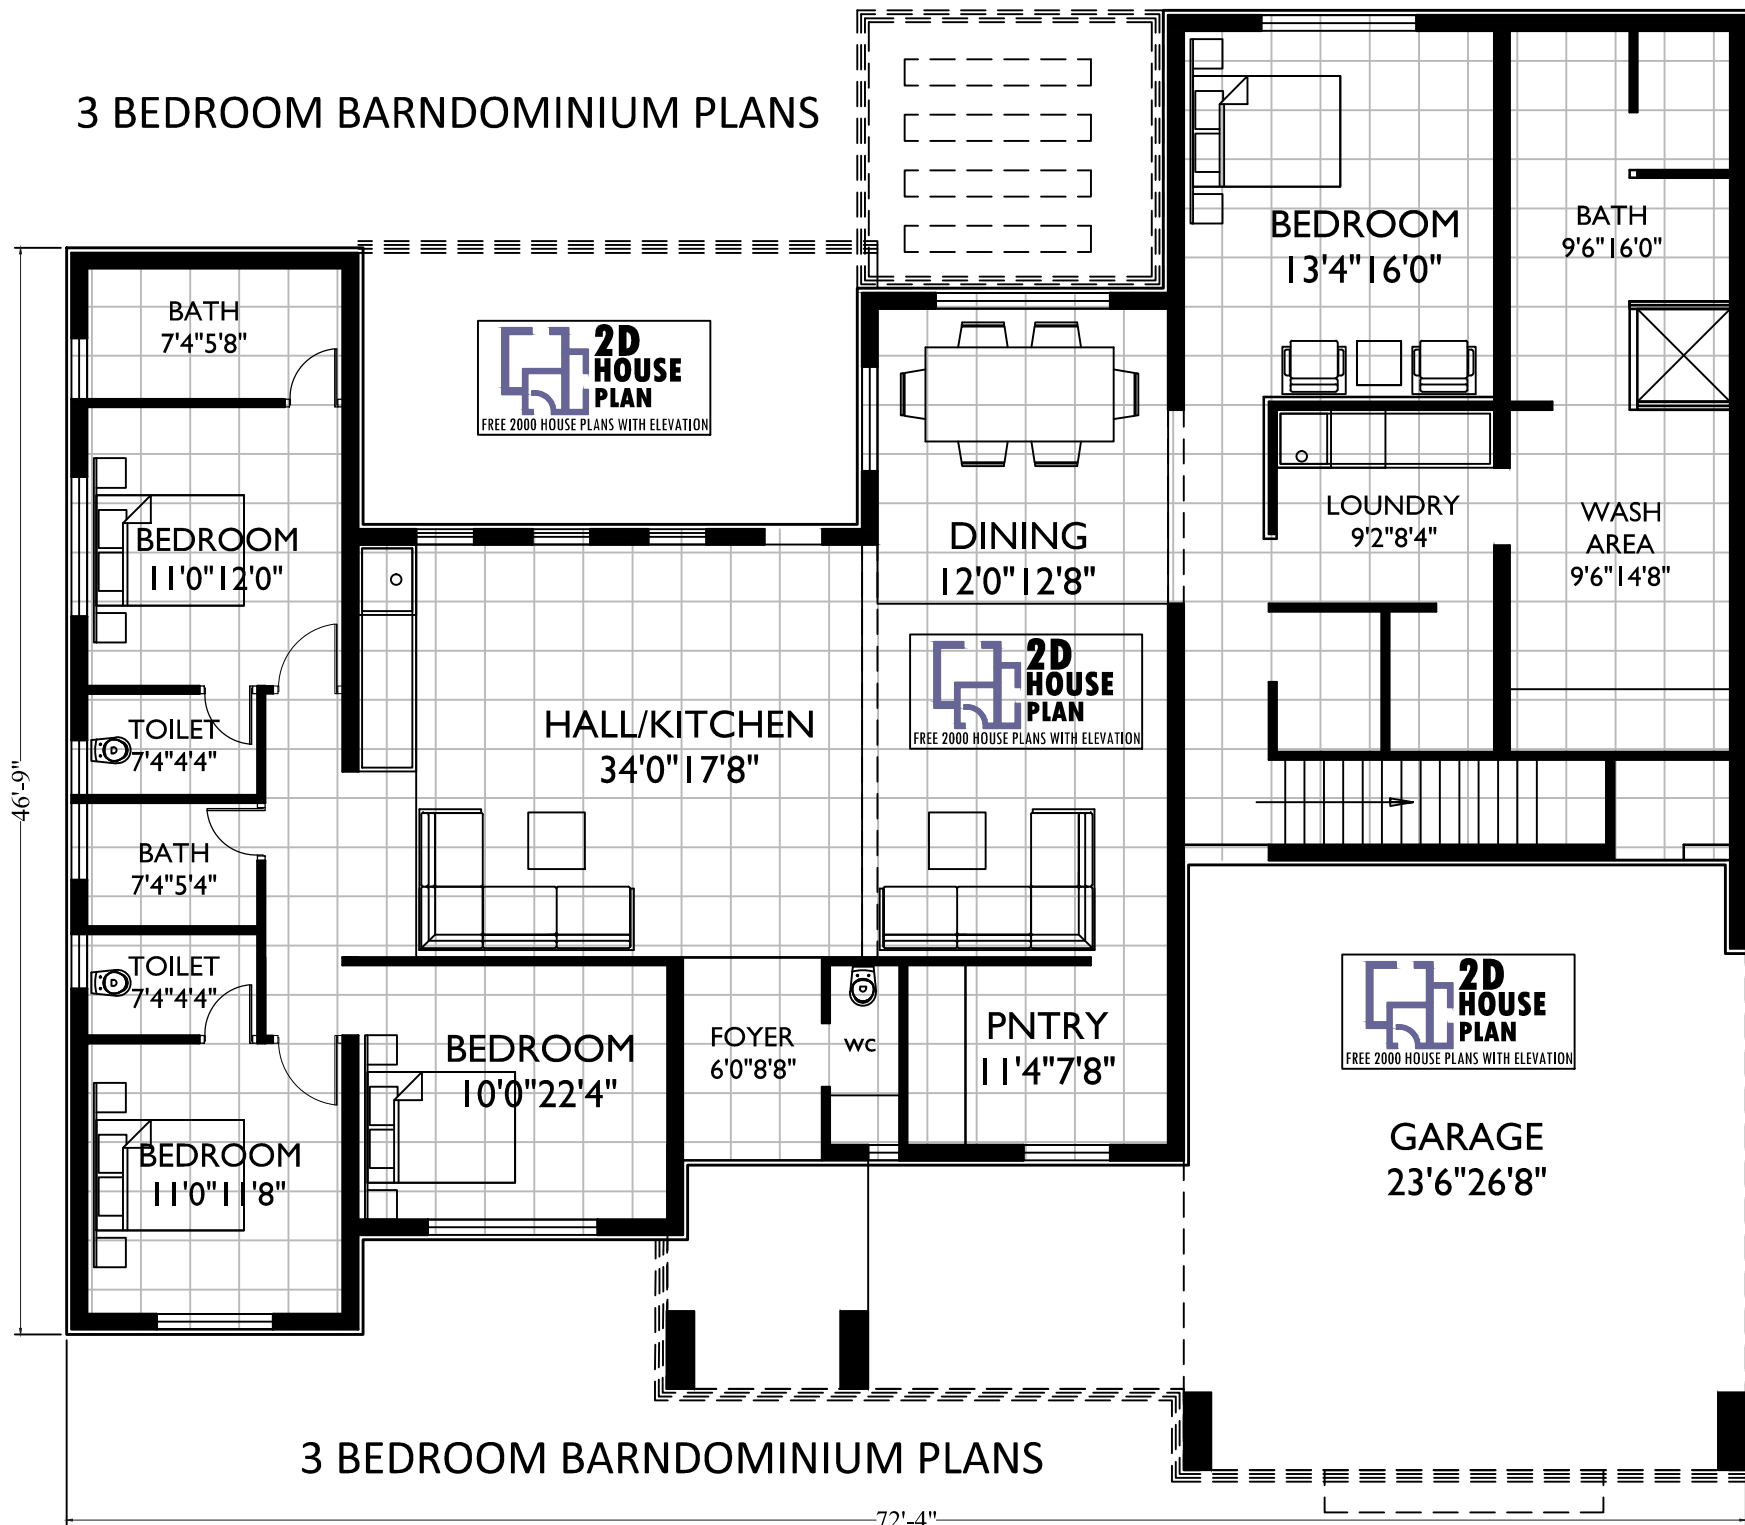 3 BEDROOM BARNDOMINIUM PLANS
BEDROOM
13'4"16'0"
BATH
9'6"16'0"
BATH
7'4"5'8"
2D
HOUSE
PLAN
FREE 2000 HOUSE PLANS WITH ELEVATION
BEDROOM
11'0"12'0"
DINING
12'0"12'8"
LOUNDRY
9'2"8'4"
WASH
AREA
9'6"14'8"
2D
HOUSE
PLAN
FREE 2000 HOUSE PLANS WITH ELEVATION
HALL/KITCHEN
34'0"17'8"
TOILET
7'4"4'4"
46'-9"
BATH
7'4"5'4"
TOILET
7'4"4'4"
BEDROOM
10'0"22'4"
FOYER
6'0"8'8"
WC
PNTRY
11'4"7'8"
2D
HOUSE
PLAN
FREE 2000 HOUSE PLANS WITH ELEVATION
BEDROOM
11'0"11'8"
GARAGE
23'6"26'8"
3 BEDROOM BARNDOMINIUM PLANS
72'-4"